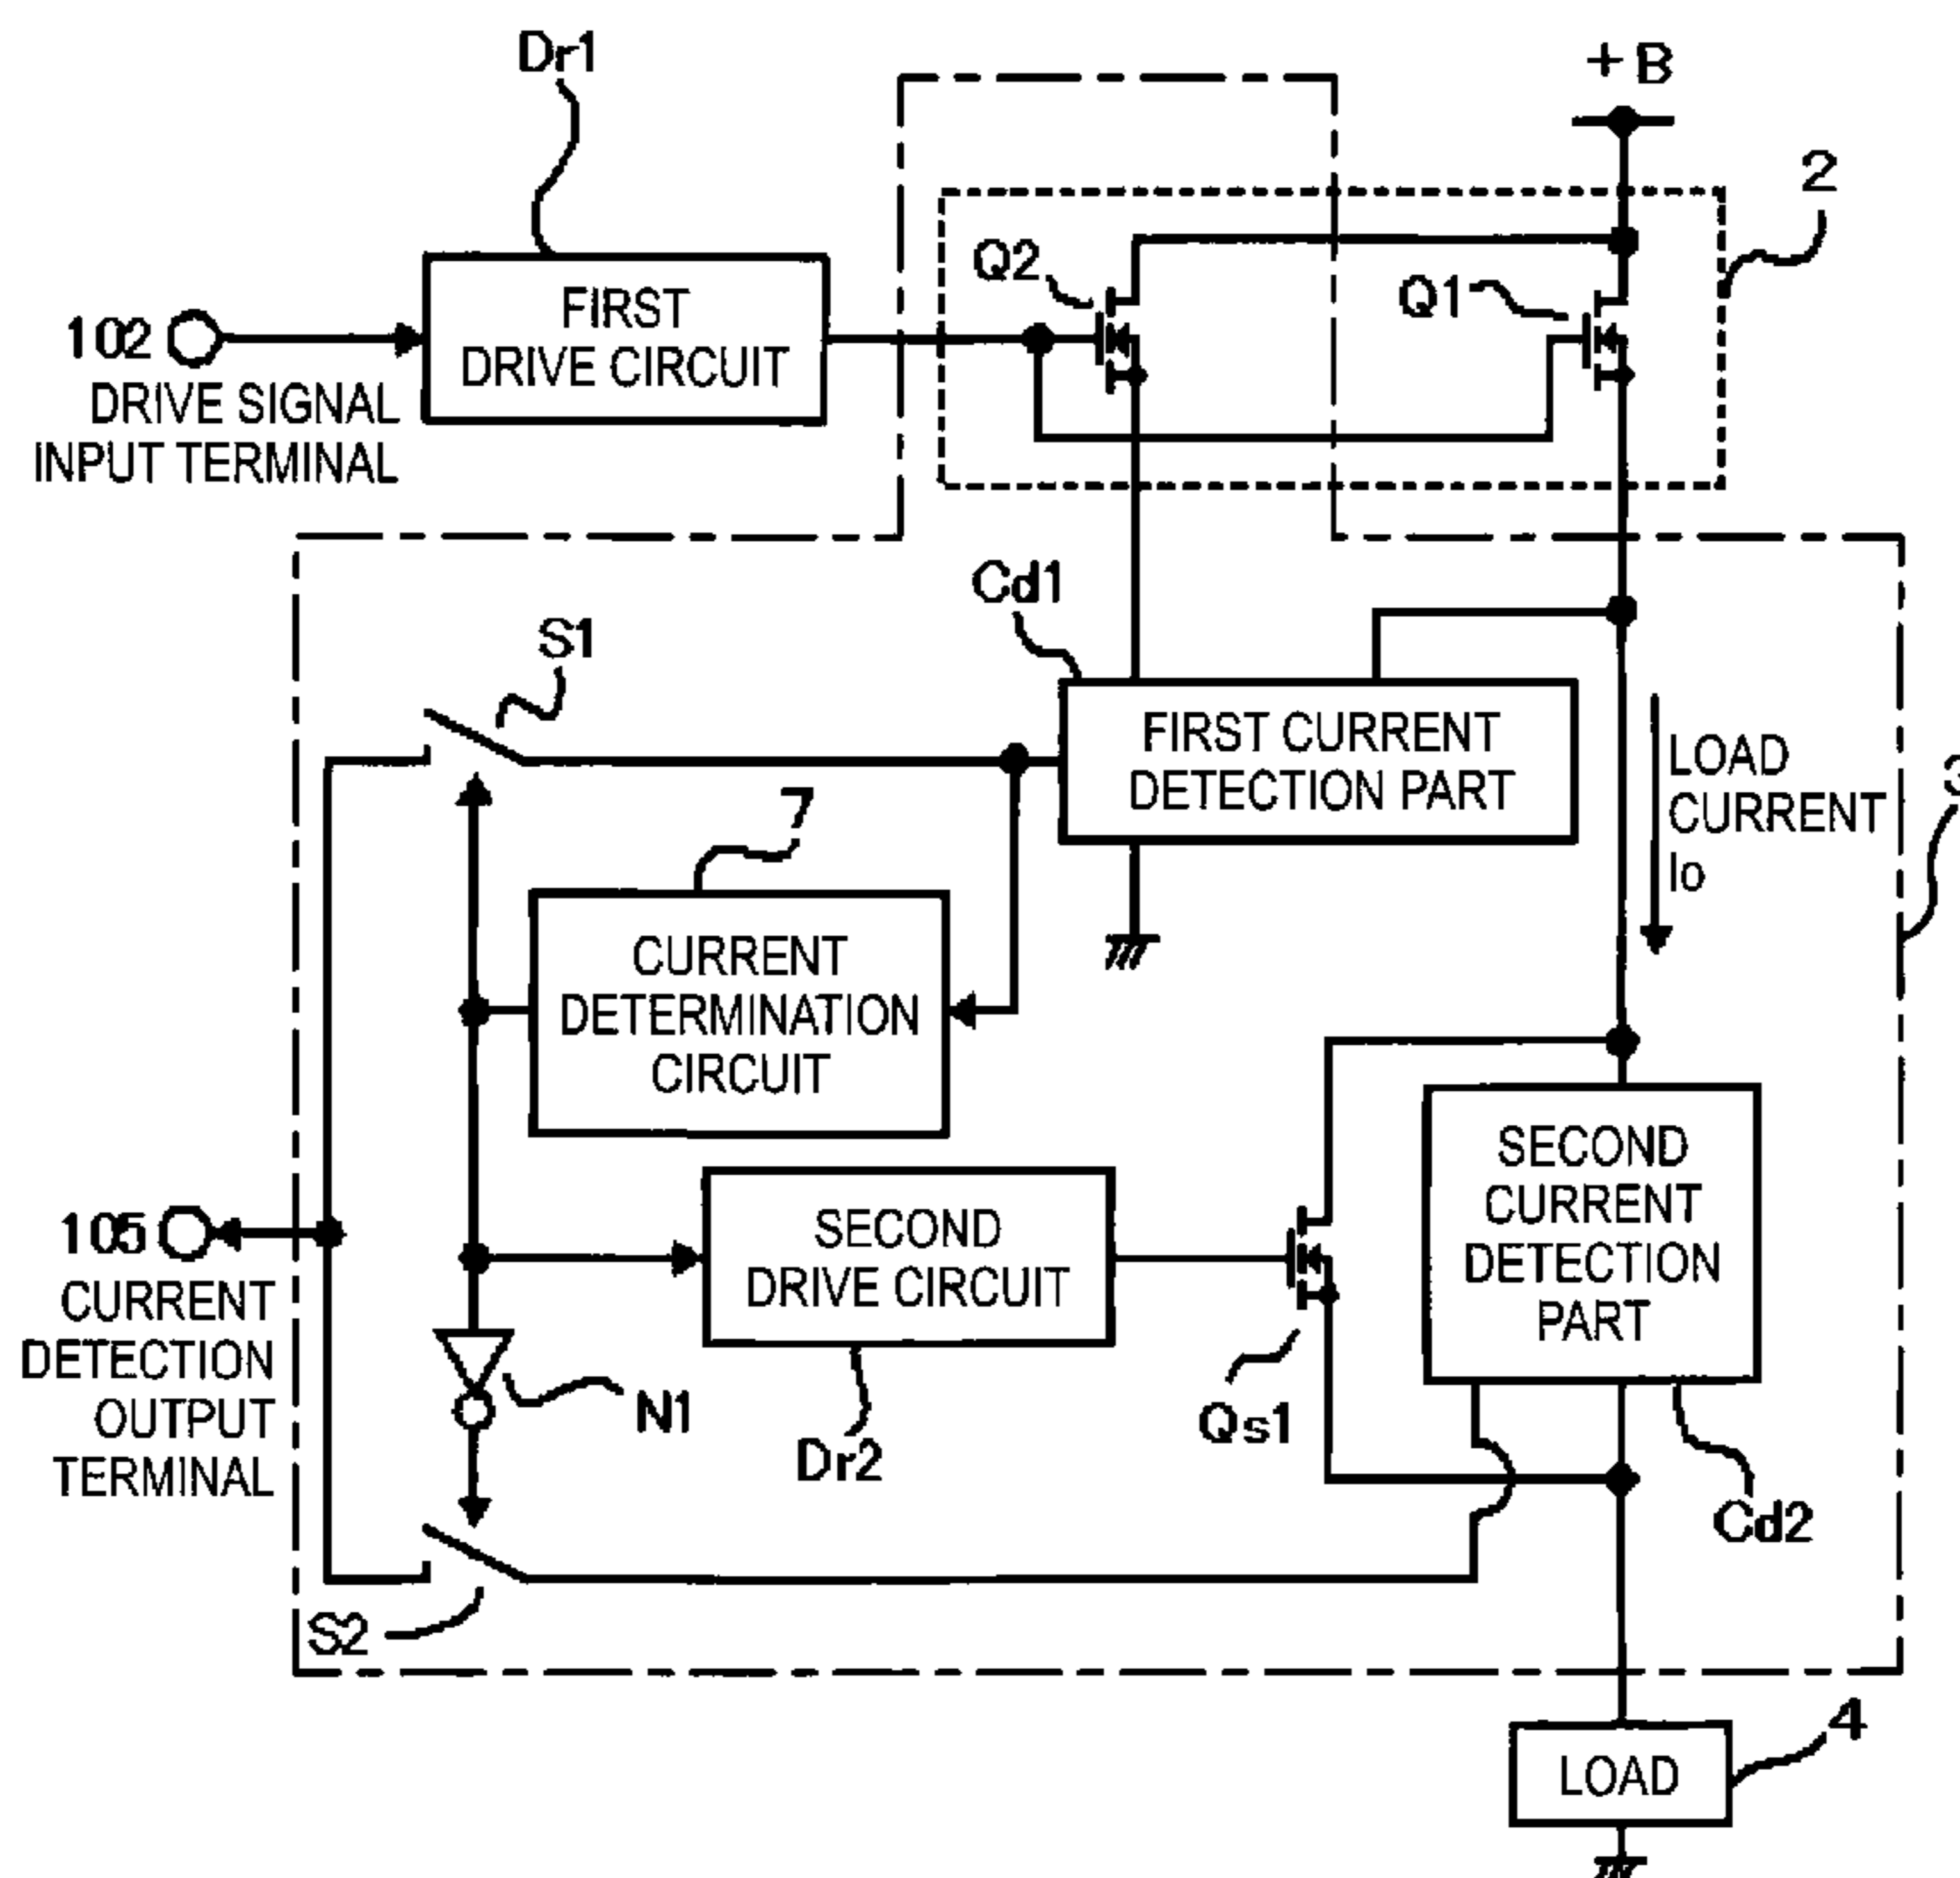 Dr1
+B
2
Q2
Q1
FIRST
DRIVE CIRCUIT
102
DRIVE SIGNAL
INPUT TERMINAL
Cd1
S1
FIRST CURRENT
DETECTION PART
LOAD
CURRENT
Io
3
7
CURRENT
DETERMINATION
CIRCUIT
SECOND
CURRENT
DETECTION
PART
105
CURRENT
DETECTION
OUTPUT
TERMINAL
SECOND
DRIVE CIRCUIT
N1
Dr2
Qs1
Cd2
S2
4
LOAD